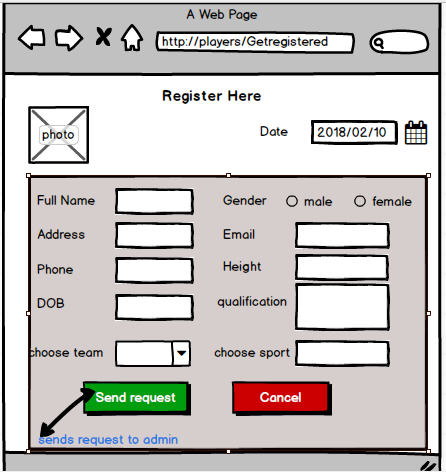 A Web Page
http://players/Getregistered
Register Here
photo
Date 2018/02/10
Full Name Gender male female
Address Email
Phone Height
DOB qualification
choose team choose sport
Send request Cancel
sends request to admin